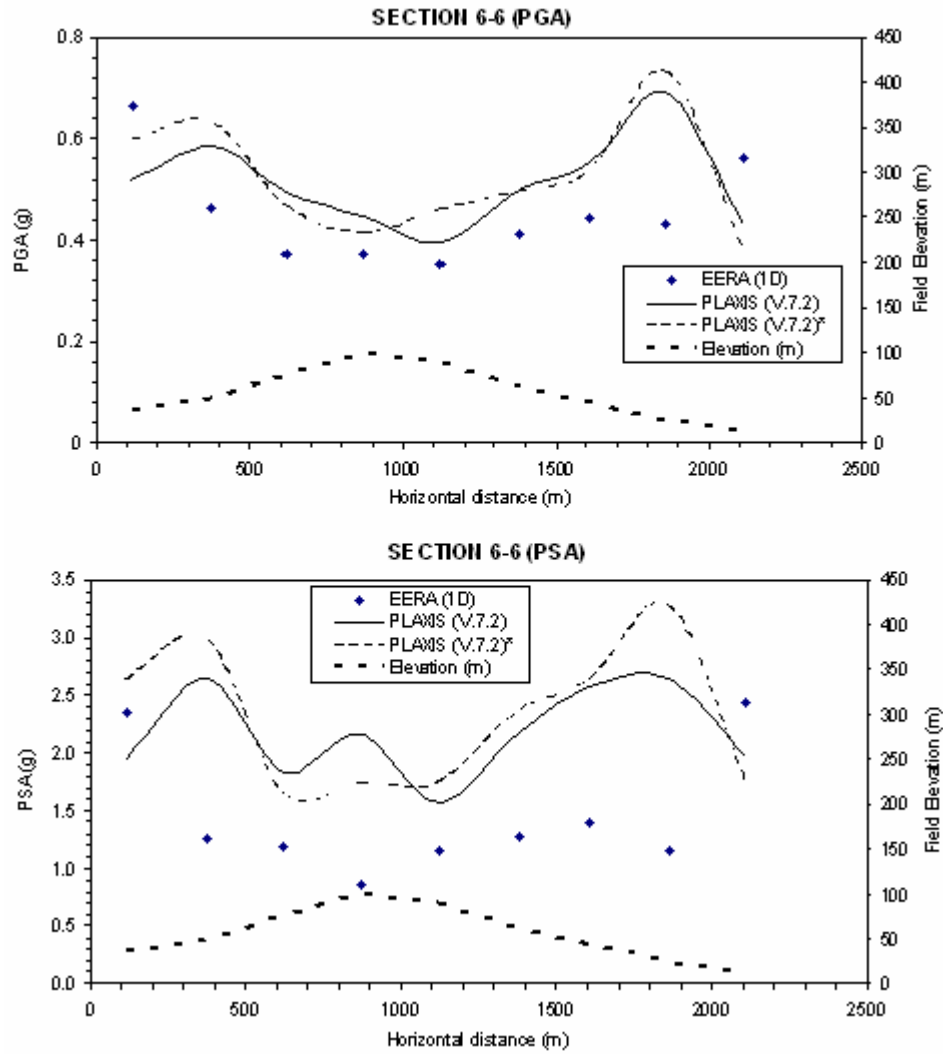 SECTION 6-6 (PGA)
0.8
0.6
0.4
0.2
0
PGA (g)
450
400
350
300
250
200
150
100
50
0
Field Elevation (m)
EERA (1D)
PLAXIS (V.7.2)
PLAXIS (V.7.2)*
Elevation (m)
0 500 1000 1500 2000 2500
Horizontal distance (m)
SECTION 6-6 (PSA)
3.5
3.0
2.5
2.0
1.5
1.0
0.5
0.0
PSA (g)
EERA (1D)
PLAXIS (V.7.2)
PLAXIS (V.7.2)*
Elevation (m)
450
400
350
300
250
200
150
100
50
0
Field Elevation (m)
0 500 1000 1500 2000 2500
Horizontal distance (m)